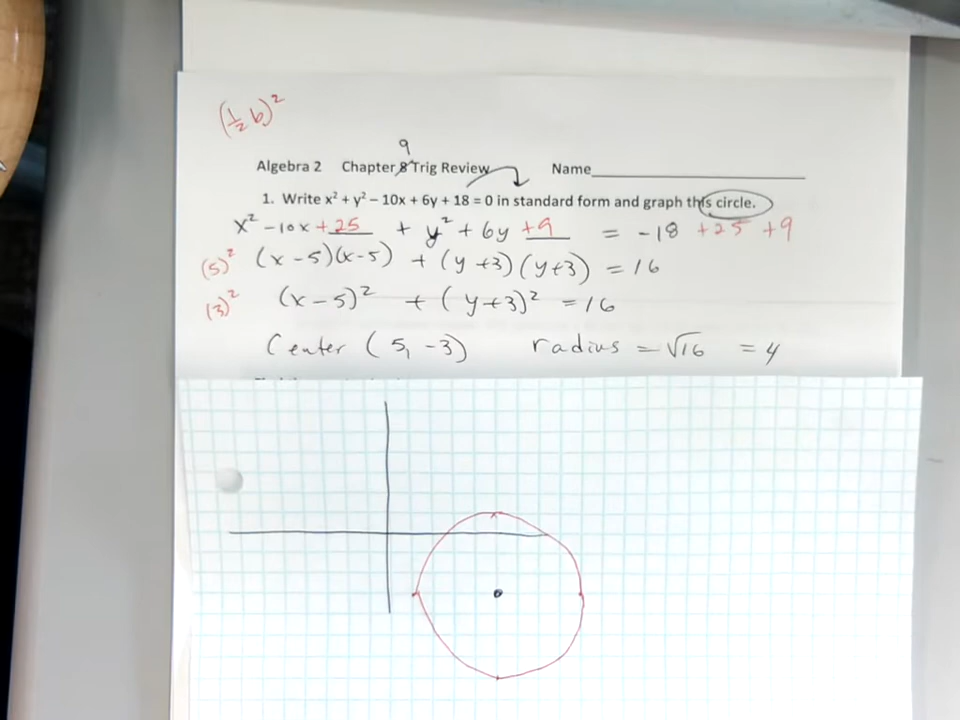 (½ b)²
9
Algebra 2 Chapter 8 Trig Review Name
1. Write x² + y² – 10x + 6y + 18 = 0 in standard form and graph this circle.
x² - 10x + 25 + y² + 6y + 9 = -18 + 25 + 9
(5)² (x - 5)(x - 5) + (y + 3)(y + 3) = 16
(3)² (x - 5)² + (y + 3)² = 16
Center (5, -3) radius = √16 = 4